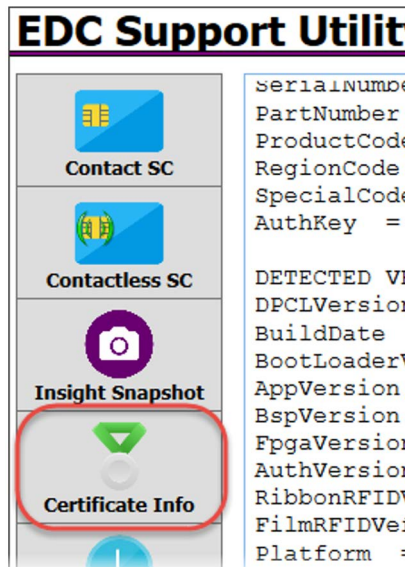 EDC Support Utilit
Contact SC
Contactless SC
Insight Snapshot
Certificate Info
SerialNumbe
PartNumber
ProductCode
RegionCode
SpecialCode
AuthKey =
DETECTED VE
DPCLVersion
BuildDate
BootLoaderV
AppVersion
BspVersion
FpgaVersion
AuthVersion
RibbonRFIDV
FilmRFIDVe
Platform =